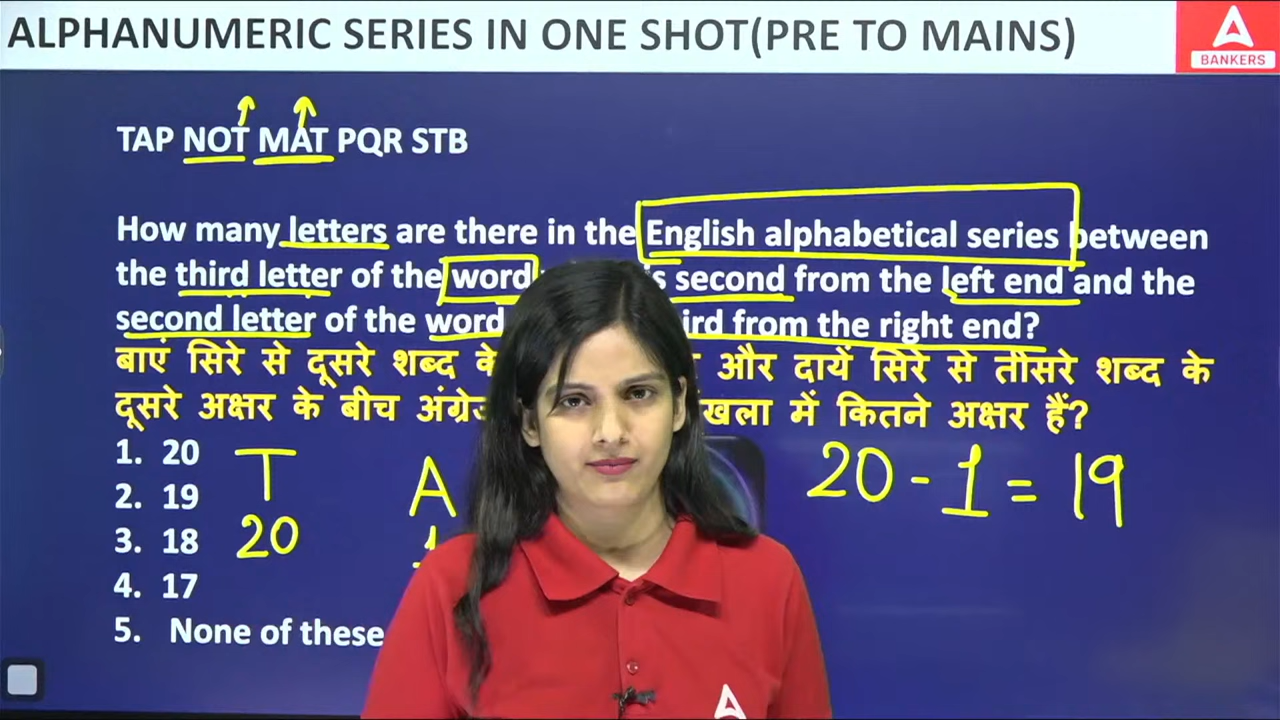 ALPHANUMERIC SERIES IN ONE SHOT(PRE TO MAINS)
BANKERS
TAP NOT MAT PQR STB
How many letters are there in the English alphabetical series between
the third letter of the word second from the left end and the
second letter of the word from the right end?
बाएं सिरे से दूसरे शब्द के और दायें सिरे से तीसरे शब्द के
दूसरे अक्षर के बीच में कितने अक्षर हैं?
1. 20
2. 19
3. 18
4. 17
5. None of these
T A
20
20 - 1 = 19